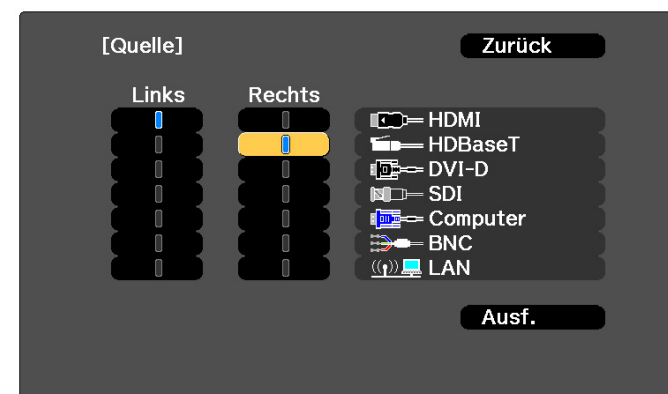 [Quelle] Zurück
Links Rechts
HDMI
HDBaseT
DVI-D
SDI
Computer
BNC
LAN
Ausf.